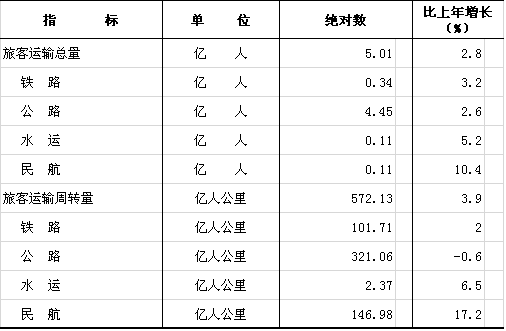 指 标 单 位 绝对数 比上年增长（%）
旅客运输总量 亿 人 5.01 2.8
铁 路 亿 人 0.34 3.2
公 路 亿 人 4.45 2.6
水 运 亿 人 0.11 5.2
民 航 亿 人 0.11 10.4
旅客运输周转量 亿人公里 572.13 3.9
铁 路 亿人公里 101.71 2
公 路 亿人公里 321.06 -0.6
水 运 亿人公里 2.37 6.5
民 航 亿人公里 146.98 17.2